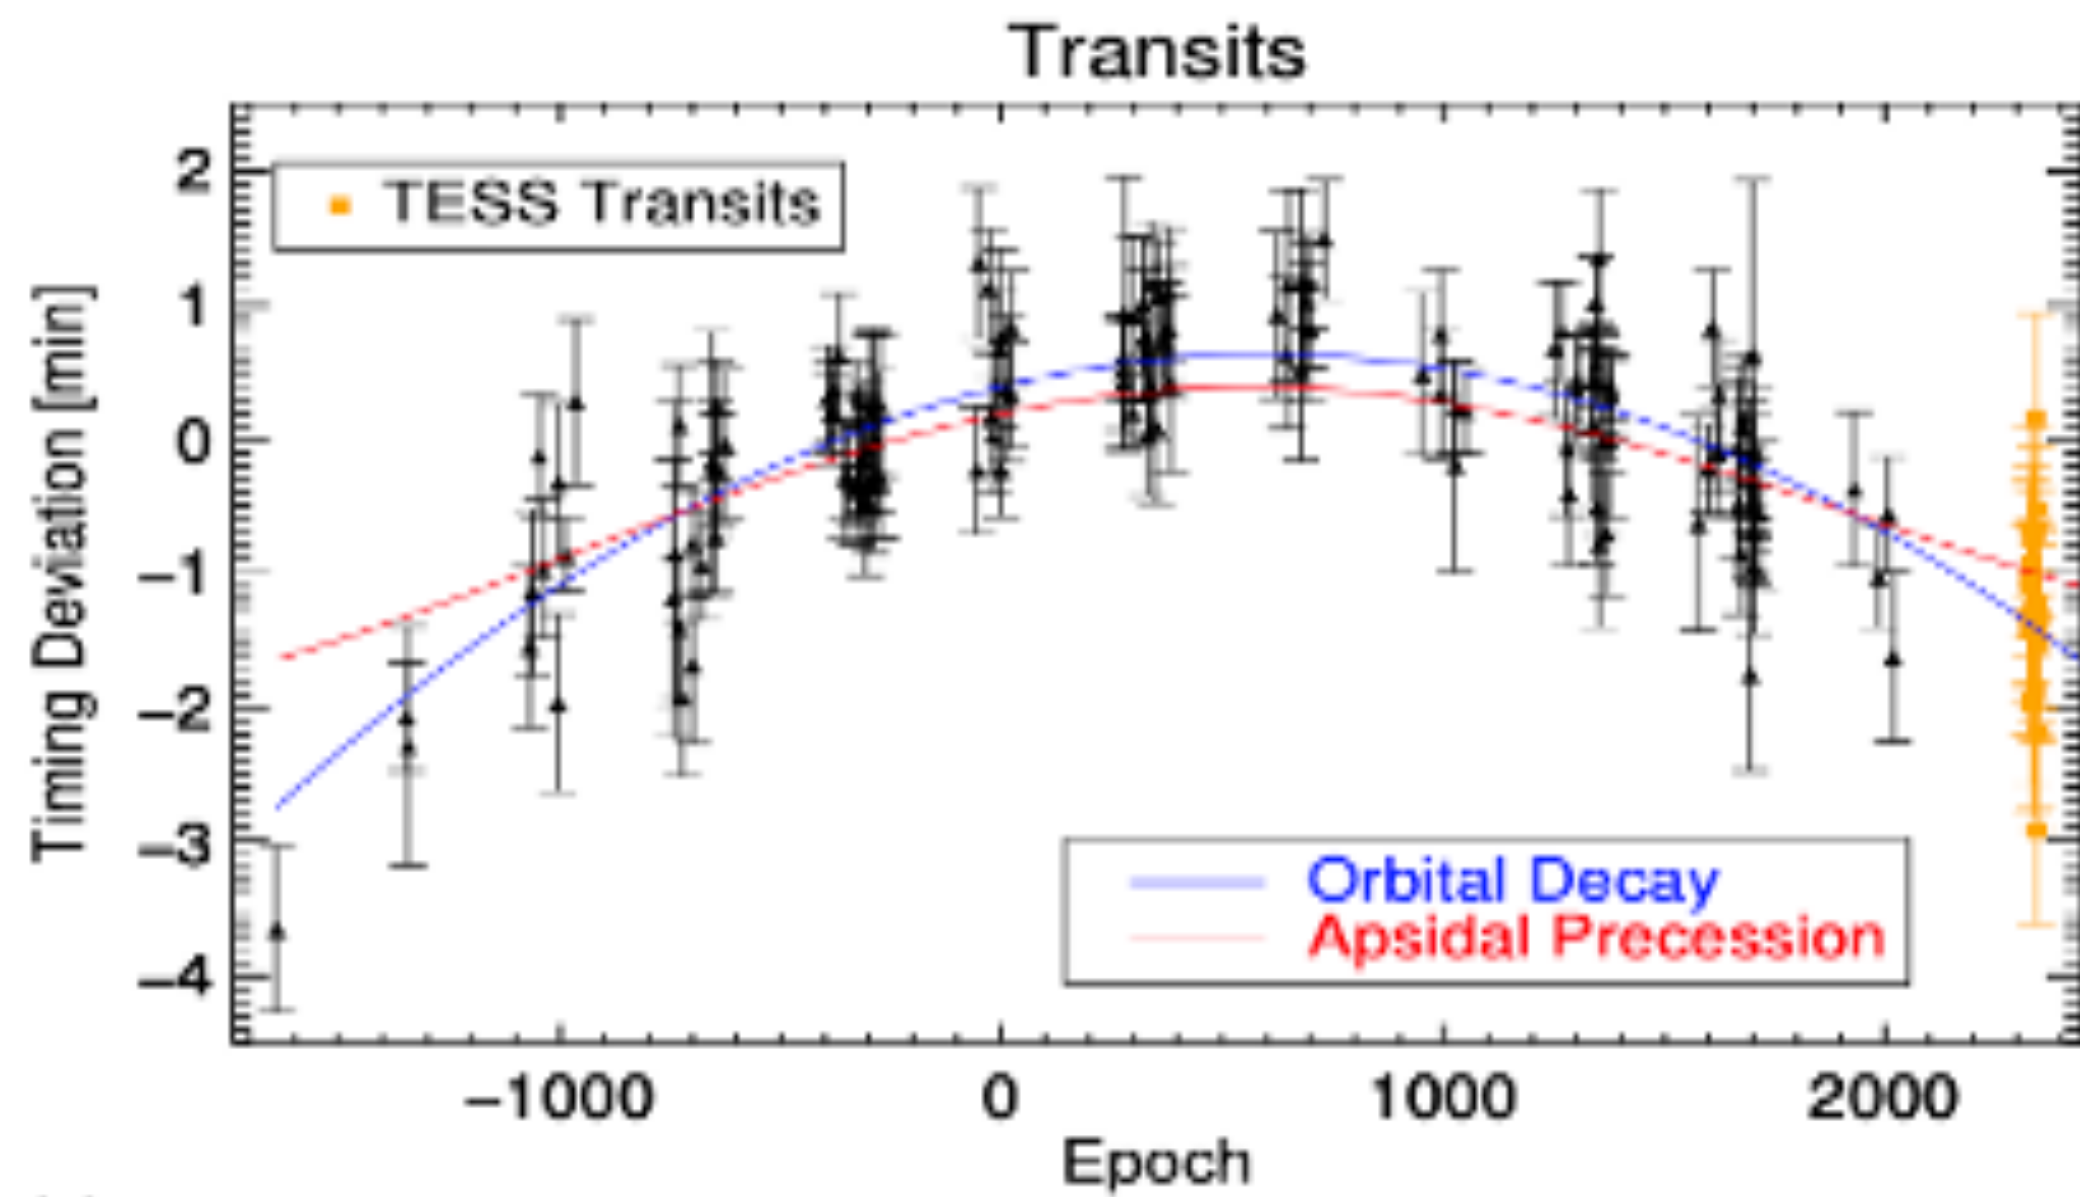 Transits
TESS Transits
Timing Deviation [min]
2
1
0
−1
−2
−3
−4
Orbital Decay
Apsidal Precession
−1000
0
1000
2000
Epoch